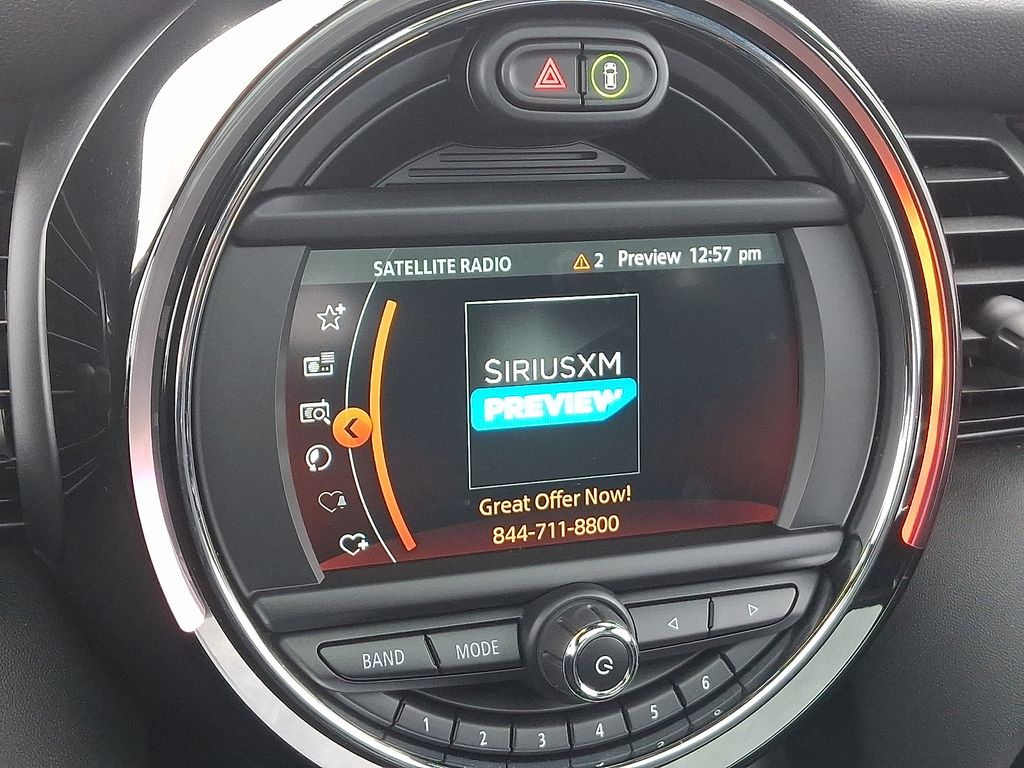 SATELLITE RADIO
2 Preview 12:57 pm
SIRIUSXM
PREVIEW
Great Offer Now!
844-711-8800
BAND
MODE
1
2
3
4
5
6